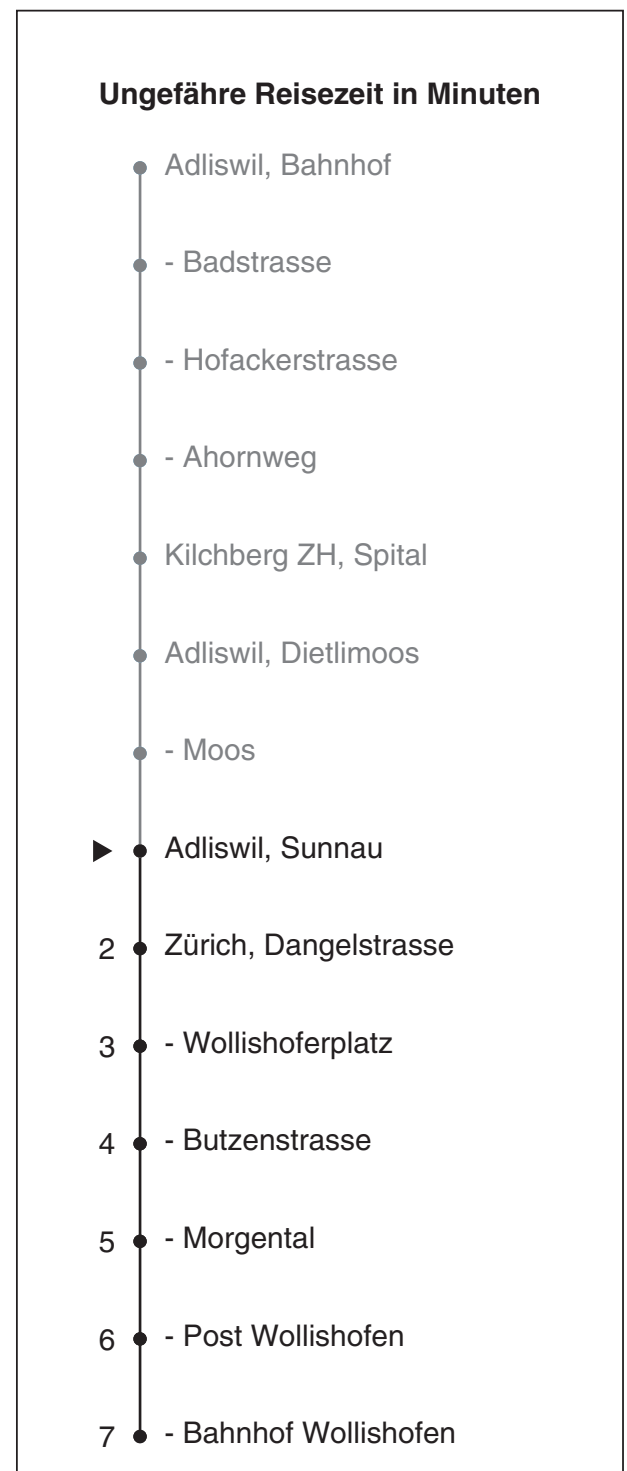 Ungefähre Reisezeit in Minuten
Adliswil, Bahnhof
- Badstrasse
- Hofackerstrasse
- Ahornweg
Kilchberg ZH, Spital
Adliswil, Dietlimoos
- Moos
Adliswil, Sunnau
2 Zürich, Dangelstrasse
3 - Wollishoferplatz
4 - Butzenstrasse
5 - Morgental
6 - Post Wollishofen
7 - Bahnhof Wollishofen